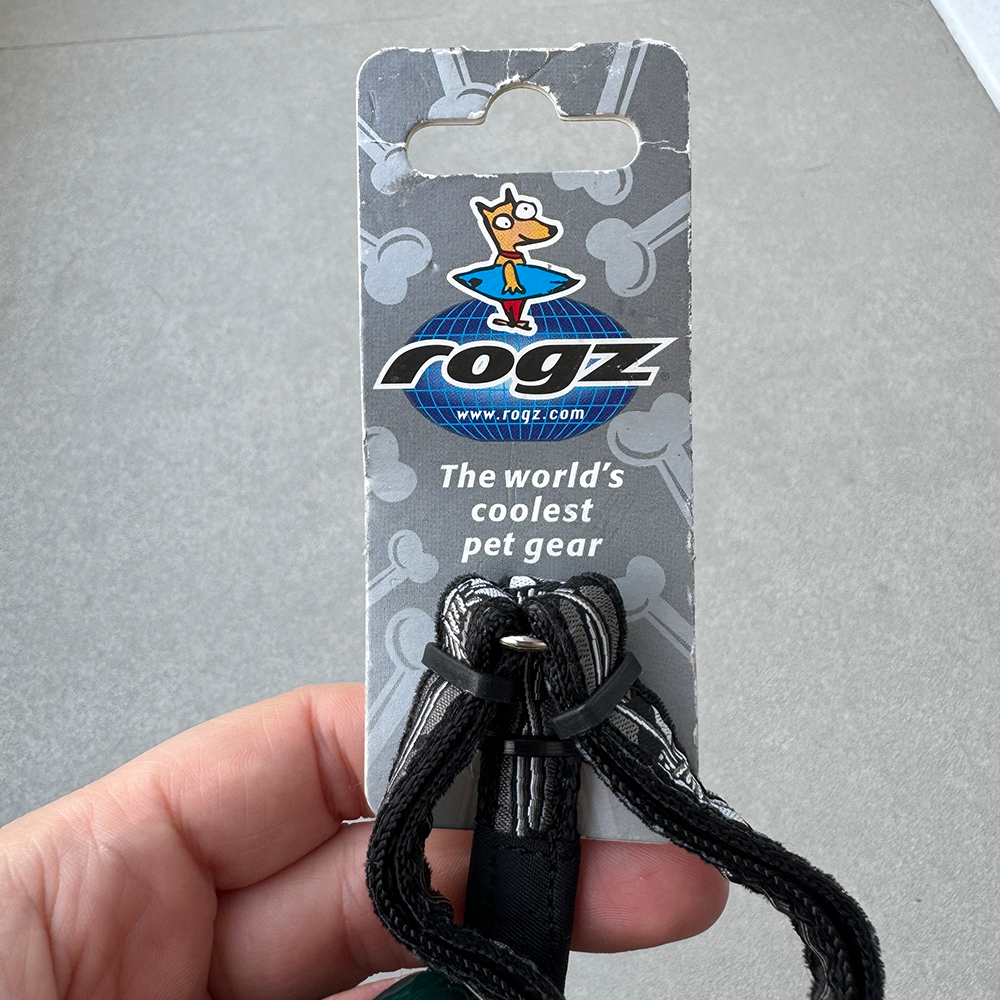 rogz
www.rogz.com
The world's
coolest
pet gear